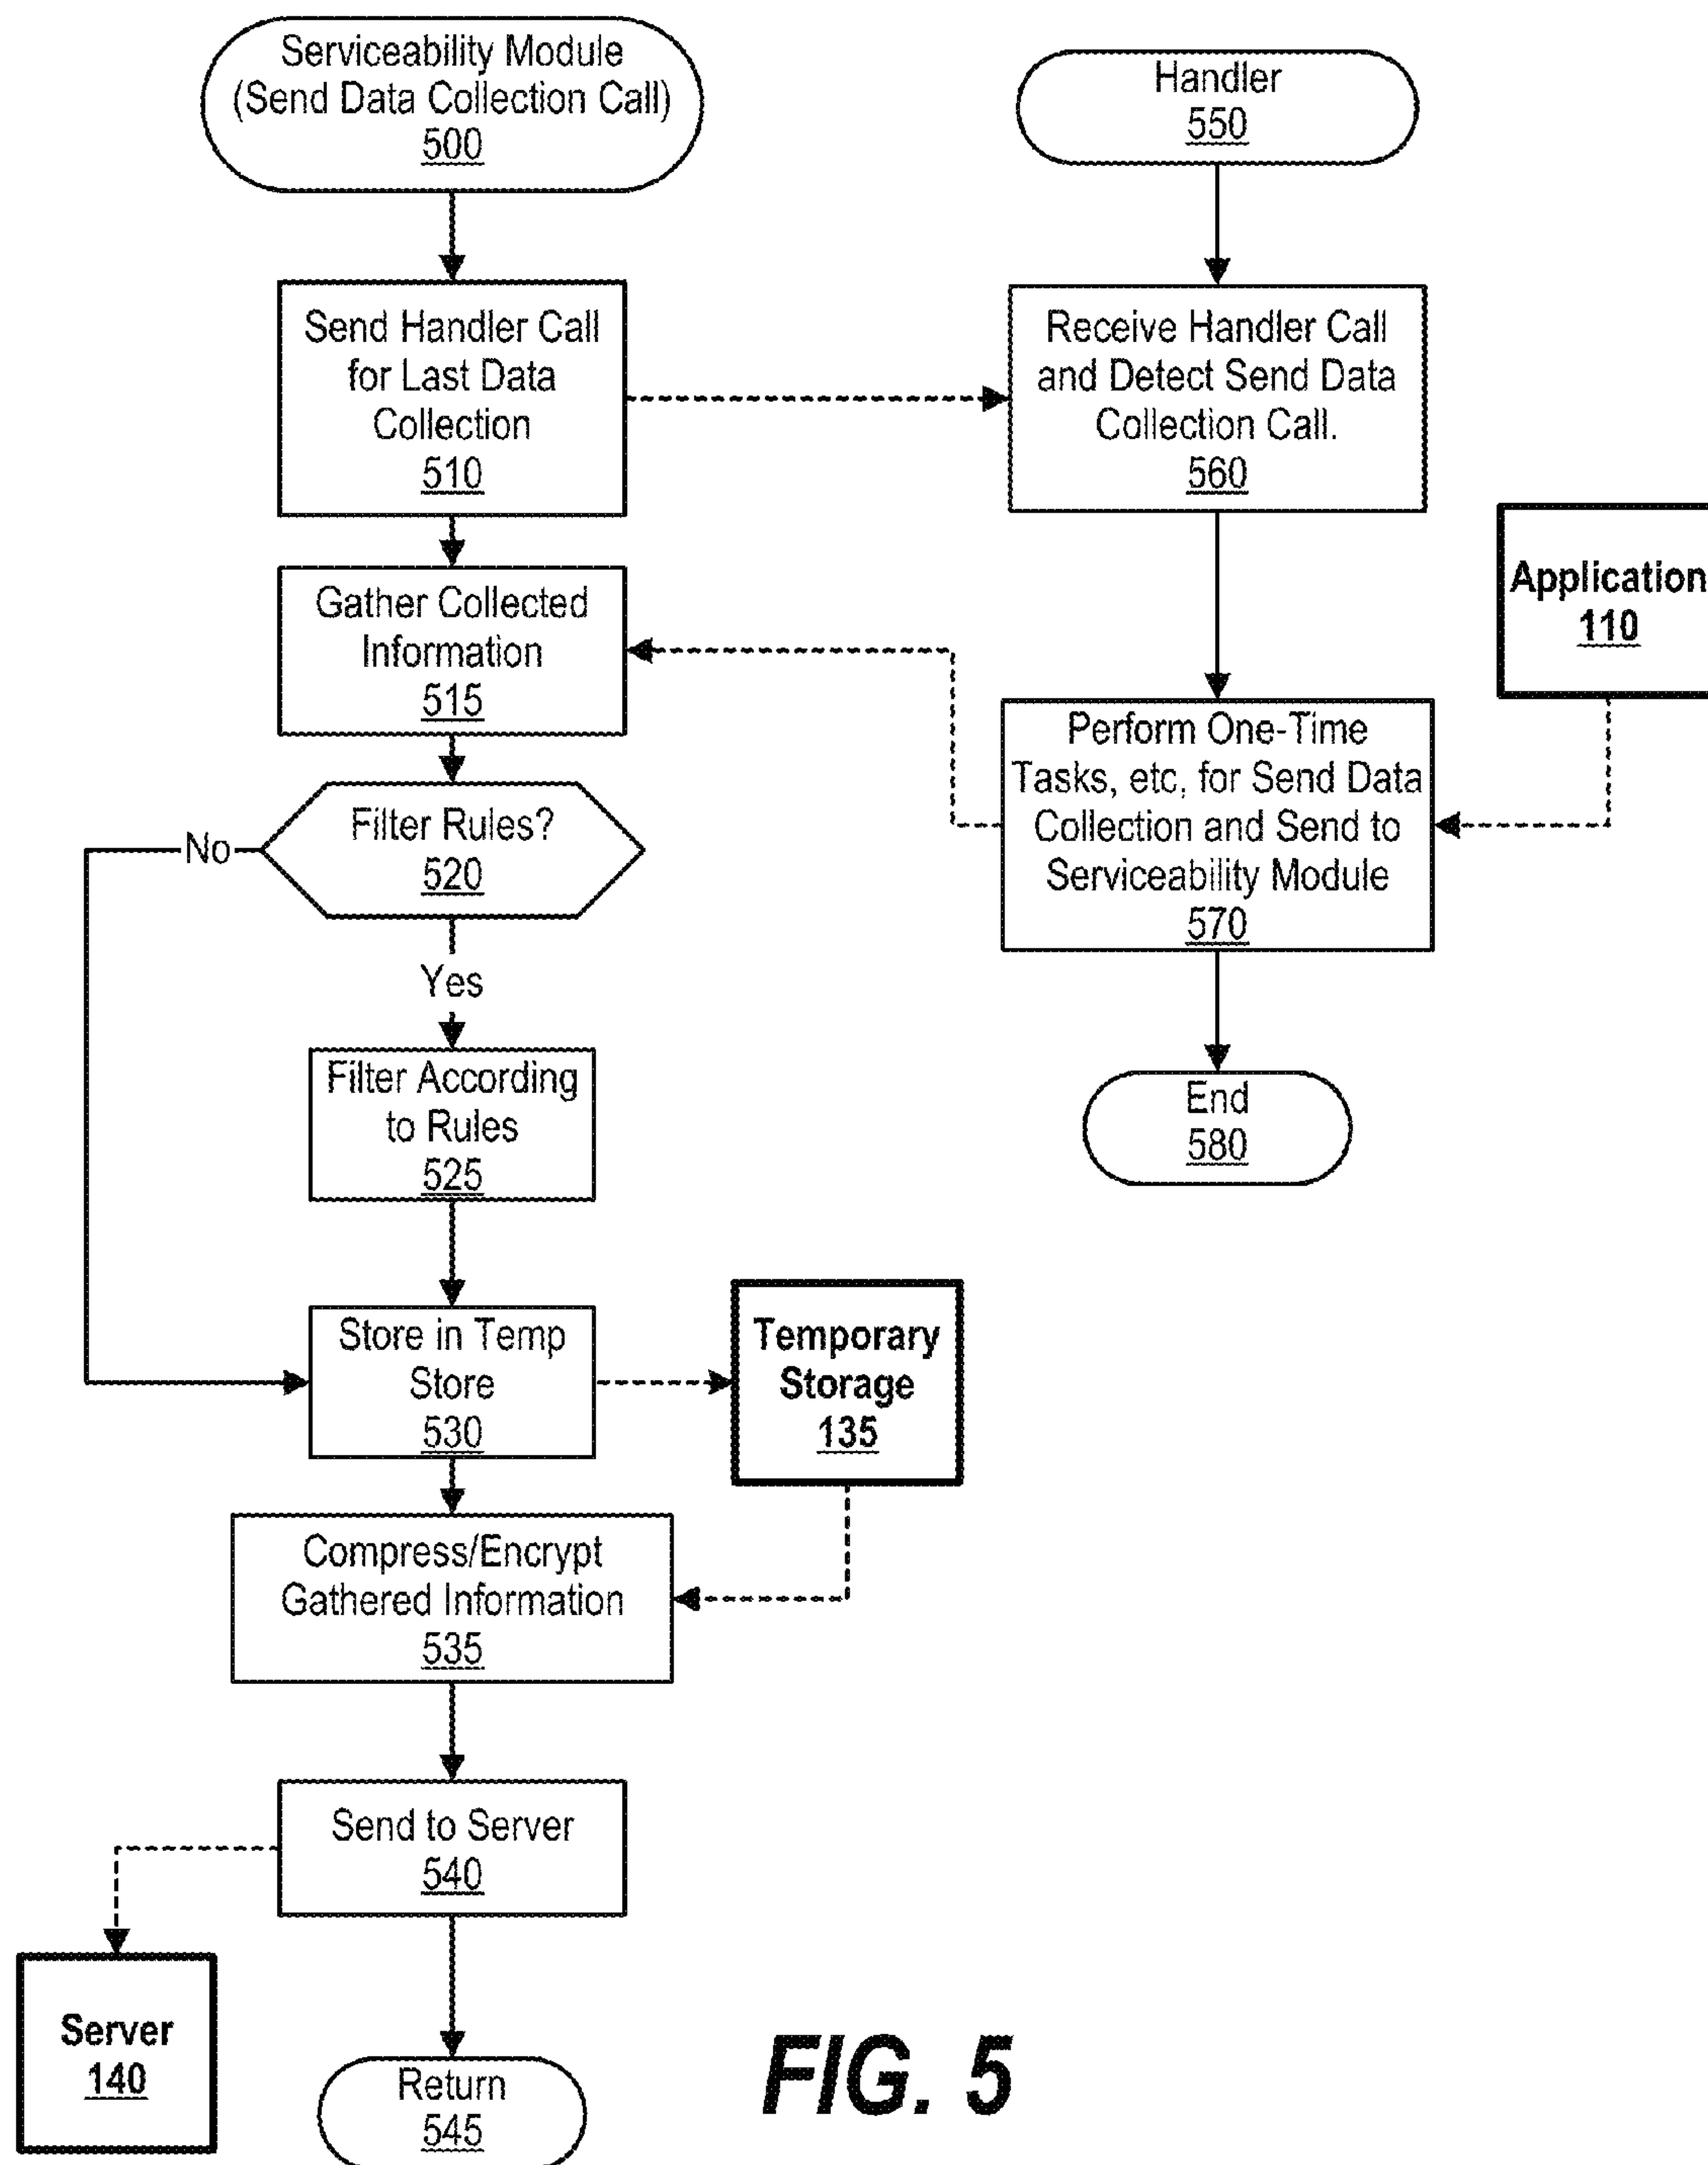 Serviceability Module
(Send Data Collection Call)
500
Handler
550
Send Handler Call
for Last Data
Collection
510
Receive Handler Call
and Detect Send Data
Collection Call.
560
Application
110
Gather Collected
Information
515
Perform One-Time
Tasks, etc, for Send Data
Collection and Send to
Serviceability Module
570
Filter Rules?
520
No
Yes
Filter According
to Rules
525
End
580
Store in Temp
Store
530
Temporary
Storage
135
Compress/Encrypt
Gathered Information
535
Send to Server
540
Server
140
Return
545
FIG. 5